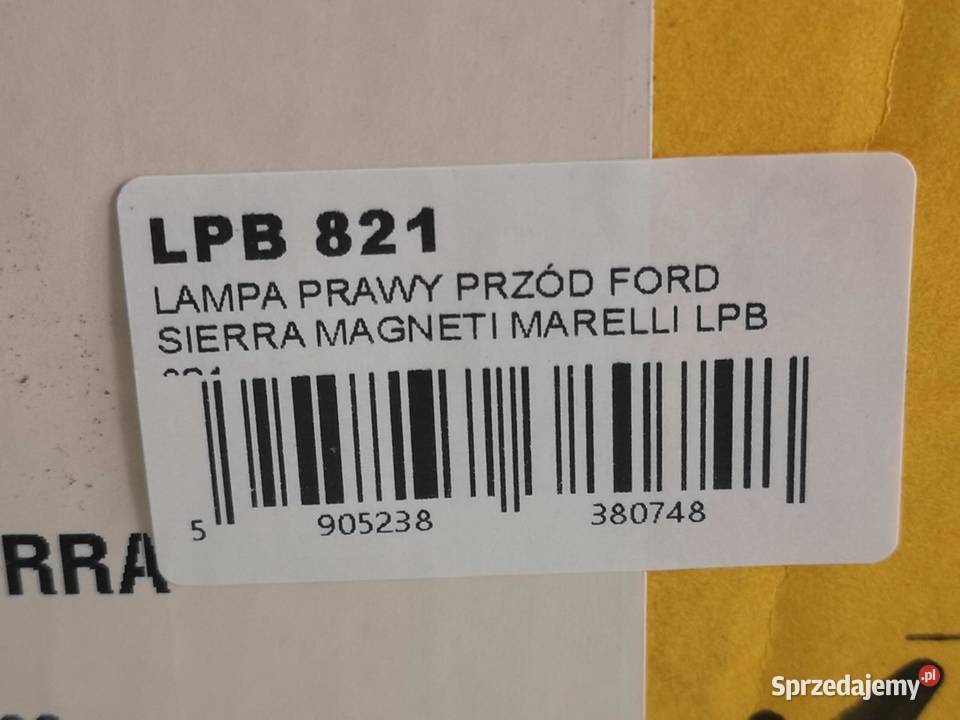 LPB 821
LAMPA PRAWY PRZÓD FORD
SIERRA MAGNETI MARELLI LPB
5 905238 380748
RRA
Sprzedajemy.pl